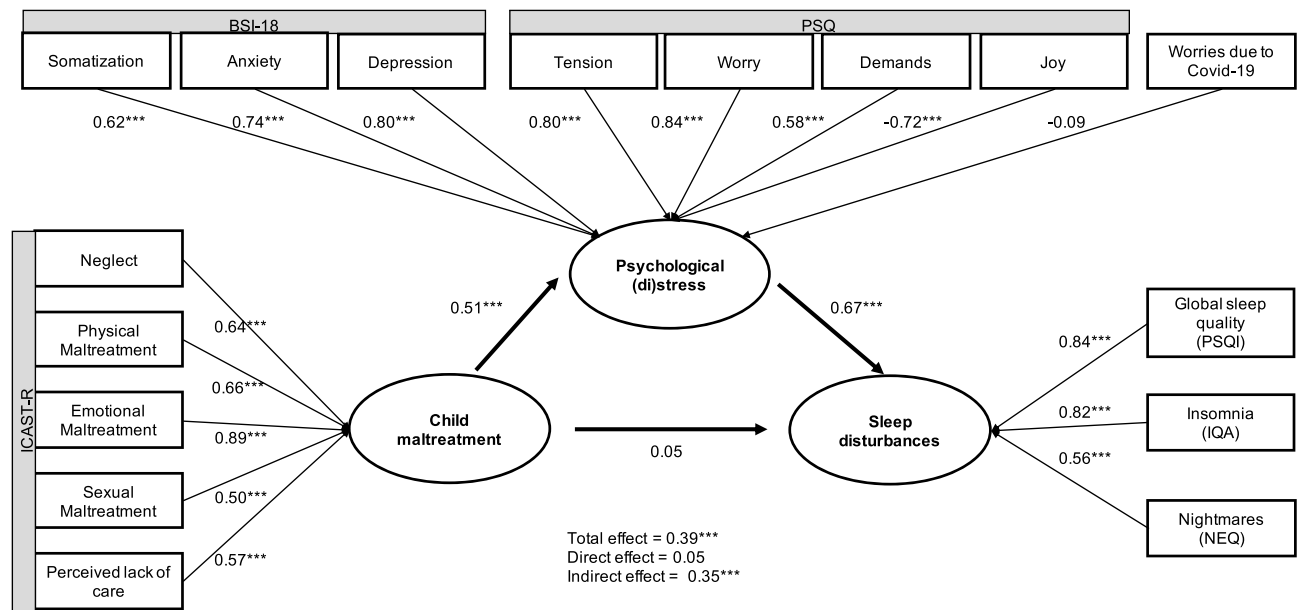 BSI-18
PSQ
Somatization
Anxiety
Depression
Tension
Worry
Demands
Joy
Worries due to
Covid-19
0.62***
0.74***
0.80***
0.80***
0.84***
0.58***
-0.72***
-0.09
ICAST-R
Neglect
Physical
Maltreatment
Emotional
Maltreatment
Sexual
Maltreatment
Perceived lack of
care
0.64***
0.66***
0.89***
0.50***
0.57***
Psychological
(di)stress
0.51***
0.67***
Child
maltreatment
0.05
Sleep
disturbances
0.84***
0.82***
0.56***
Global sleep
quality
(PSQI)
Insomnia
(IQA)
Nightmares
(NEQ)
Total effect = 0.39***
Direct effect = 0.05
Indirect effect = 0.35***